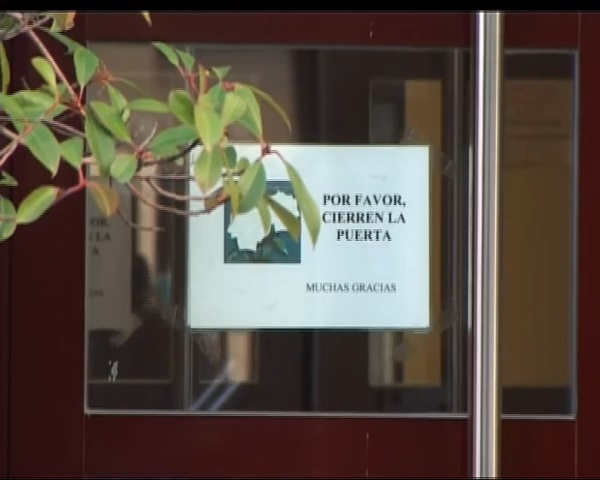 POR FAVOR,
CIERREN LA
PUERTA
MUCHAS GRACIAS